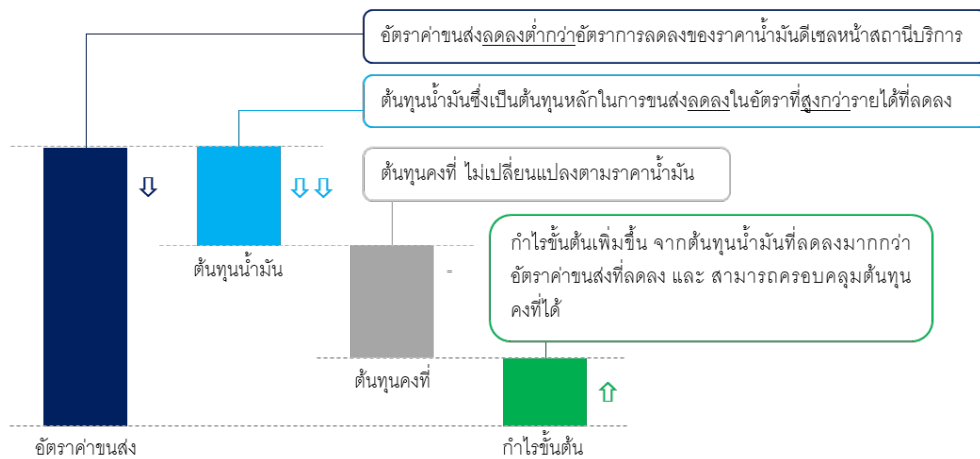 อัตราค่าขนส่งลดลงต่ำกว่าอัตราการลดลงของราคาน้ำมันดีเซลหน้าสถานีบริการ
ต้นทุนน้ำมันซึ่งเป็นต้นทุนหลักในการขนส่งลดลงในอัตราที่สูงกว่ารายได้ที่ลดลง
ต้นทุนคงที่ ไม่เปลี่ยนแปลงตามราคาน้ำมัน
กำไรขั้นต้นเพิ่มขึ้น จากต้นทุนน้ำมันที่ลดลงมากกว่า
อัตราค่าขนส่งที่ลดลง และ สามารถครอบคลุมต้นทุน
คงที่ได้
ต้นทุนน้ำมัน
-
ต้นทุนคงที่
อัตราค่าขนส่ง
กำไรขั้นต้น